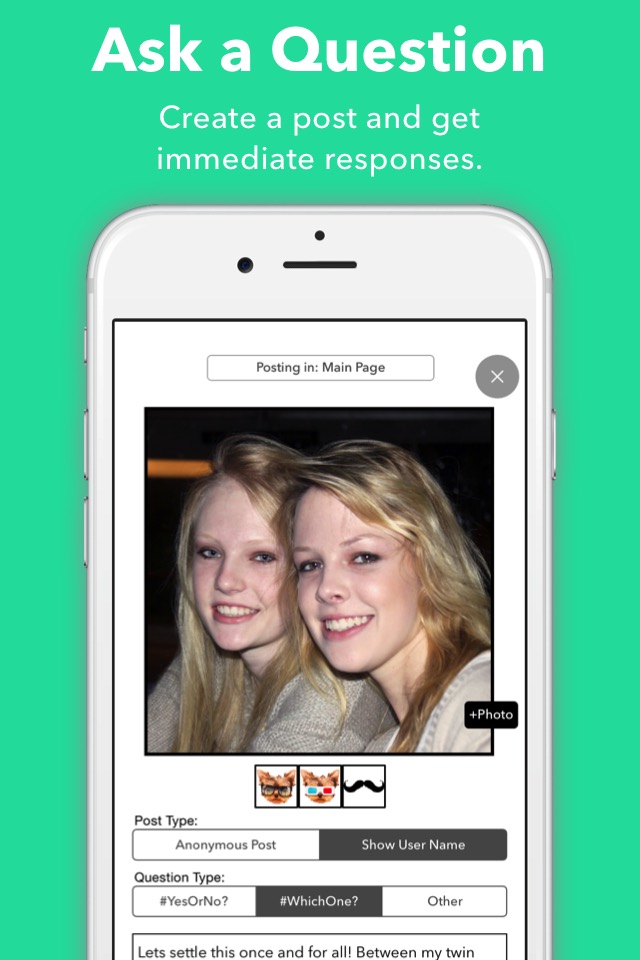 Ask a Question
Create a post and get
immediate responses.
Posting in: Main Page
+Photo
Post Type:
Anonymous Post
Show User Name
Question Type:
#YesOrNo?
#WhichOne?
Other
Lets settle this once and for all! Between my twin